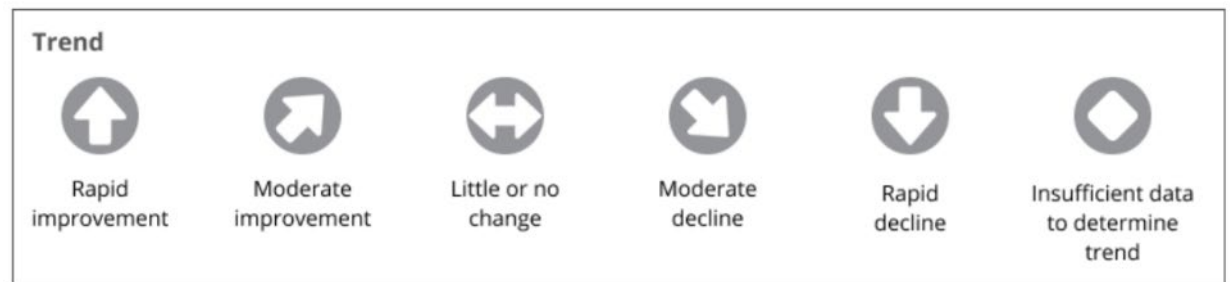 Trend
Rapid
improvement
Moderate
improvement
Little or no
change
Moderate
decline
Rapid
decline
Insufficient data
to determine
trend